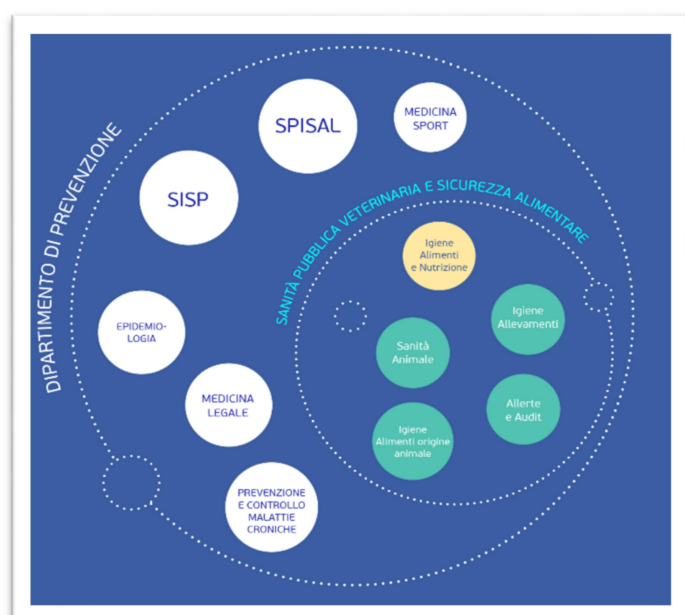 DIPARTIMENTO DI PREVENZIONE
SPISAL
MEDICINA
SPORT
SISP
SANITÀ PUBBLICA VETERINARIA E SICUREZZA ALIMENTARE
Igiene
Alimenti
e Nutrizione
Igiene
Allevamenti
EPIDEMIO-
LOGIA
Sanità
Animale
MEDICINA
LEGALE
Allerte
e Audit
Igiene
Alimenti origine
animale
PREVENZIONE
E CONTROLLO
MALATTIE
CRONICHE